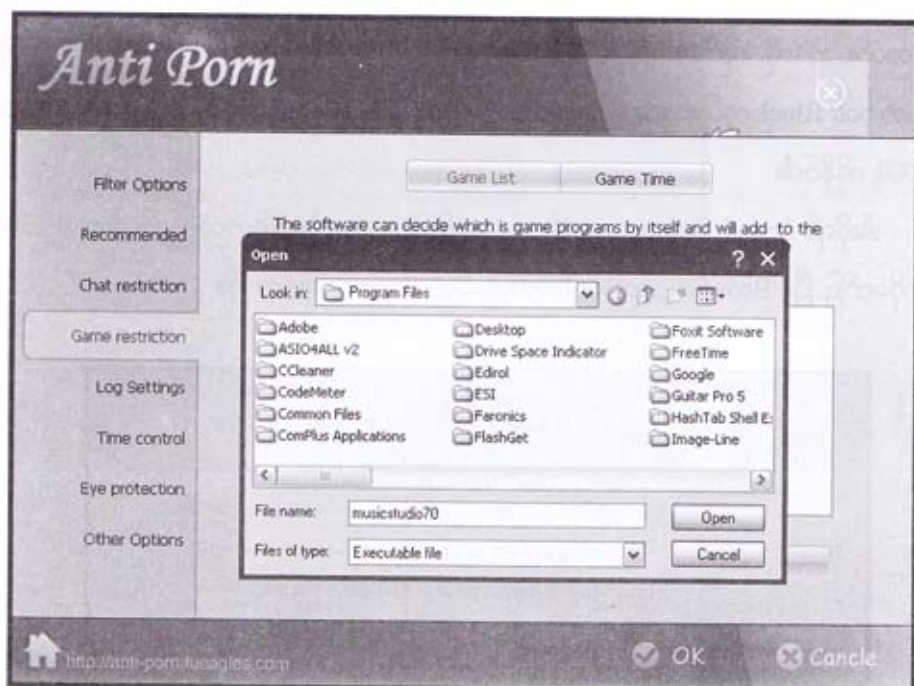 Anti Porn
Filter Options
Recommended
Chat restriction
Game restriction
Log Settings
Time control
Eye protection
Other Options
Game List
Game Time
The software can decide which is game programs by itself and will add to the
Open
Look in:
Program Files
Adobe
ASIO4ALL v2
CCleaner
CodeMeter
Common Files
ComPlus Applications
Desktop
Drive Space Indicator
Edirol
ESI
Faronics
FlashGet
Foxit Software
FreeTime
Google
Guitar Pro 5
HashTab Shell E
Image-Line
File name:
musicstudio70
Open
Files of type:
Executable file
Cancel
http://anti-porn.fueagles.com
OK
Cancle